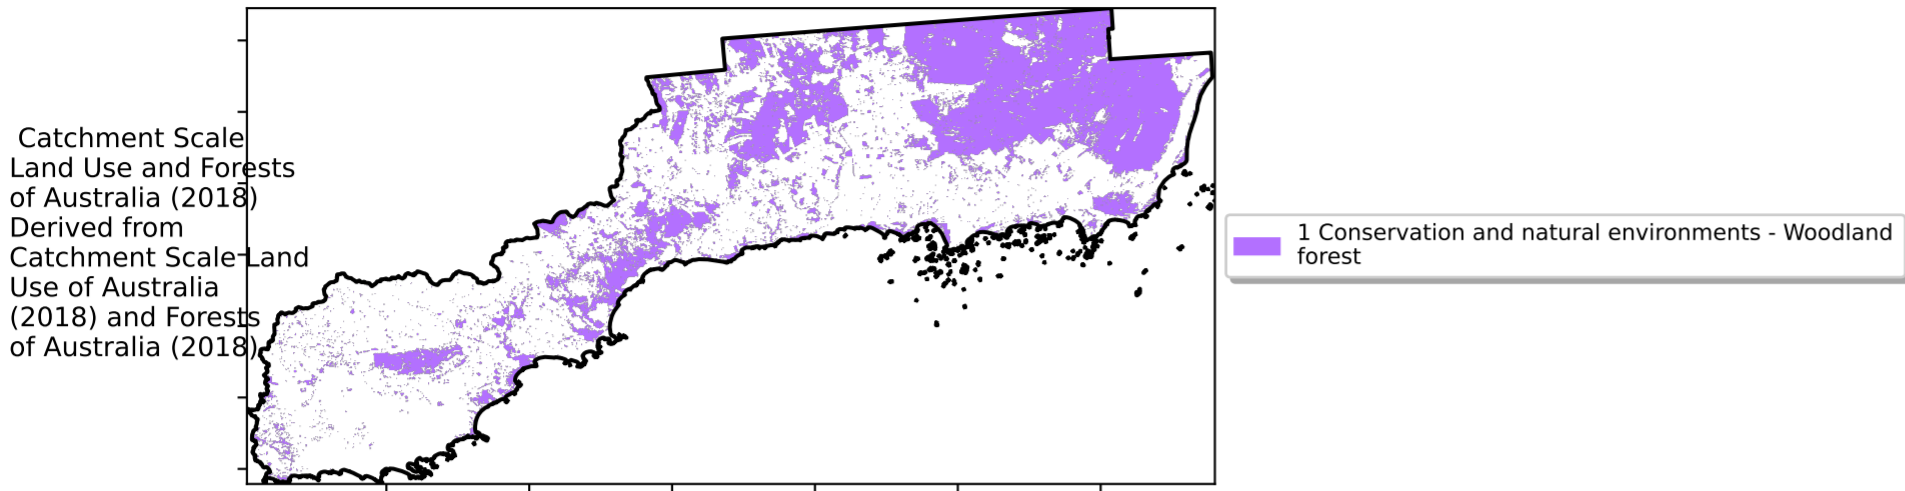 Catchment Scale
Land Use and Forests
of Australia (2018)
Derived from
Catchment Scale Land
Use of Australia
(2018) and Forests
of Australia (2018)
1 Conservation and natural environments - Woodland
forest